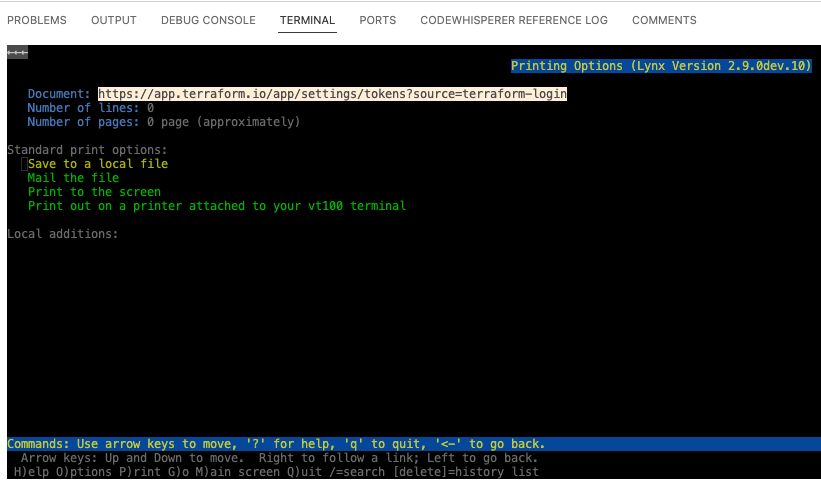 PROBLEMS OUTPUT DEBUG CONSOLE TERMINAL PORTS CODEWHISPERER REFERENCE LOG COMMENTS
←←←
Printing Options (Lynx Version 2.9.0dev.10)
Document: https://app.terraform.io/app/settings/tokens?source=terraform-login
Number of lines: 0
Number of pages: 0 page (approximately)
Standard print options:
Save to a local file
Mail the file
Print to the screen
Print out on a printer attached to your vt100 terminal
Local additions:
Commands: Use arrow keys to move, '?' for help, 'q' to quit, '<-' to go back.
Arrow keys: Up and Down to move.  Right to follow a link; Left to go back.
H)elp O)ptions P)rint G)o M)ain screen Q)uit /=search [delete]=history list